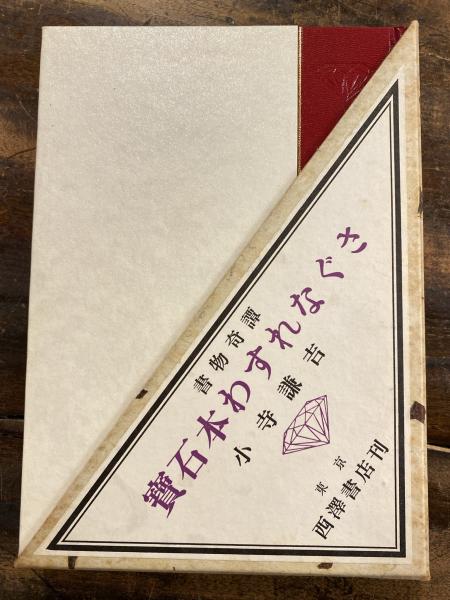 書物奇譚
寶石本わすれなぐさ
小寺謙吉
東京
西澤書店刊